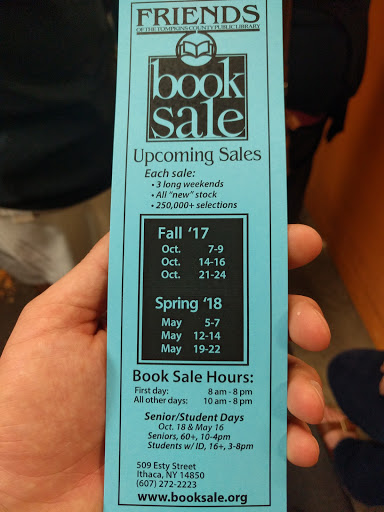 FRIENDS
OF THE TOMPKINS COUNTY PUBLIC LIBRARY
book
sale
Upcoming Sales
Each sale:
• 3 long weekends
• All "new" stock
• 250,000+ selections
Fall '17
Oct. 7-9
Oct. 14-16
Oct. 21-24
Spring '18
May 5-7
May 12-14
May 19-22
Book Sale Hours:
First day: 8 am - 8 pm
All other days: 10 am - 8 pm
Senior/Student Days
Oct. 18 & May 16
Seniors, 60+, 10-4pm
Students w/ ID, 16+, 3-8pm
509 Esty Street
Ithaca, NY 14850
(607) 272-2223
www.booksale.org